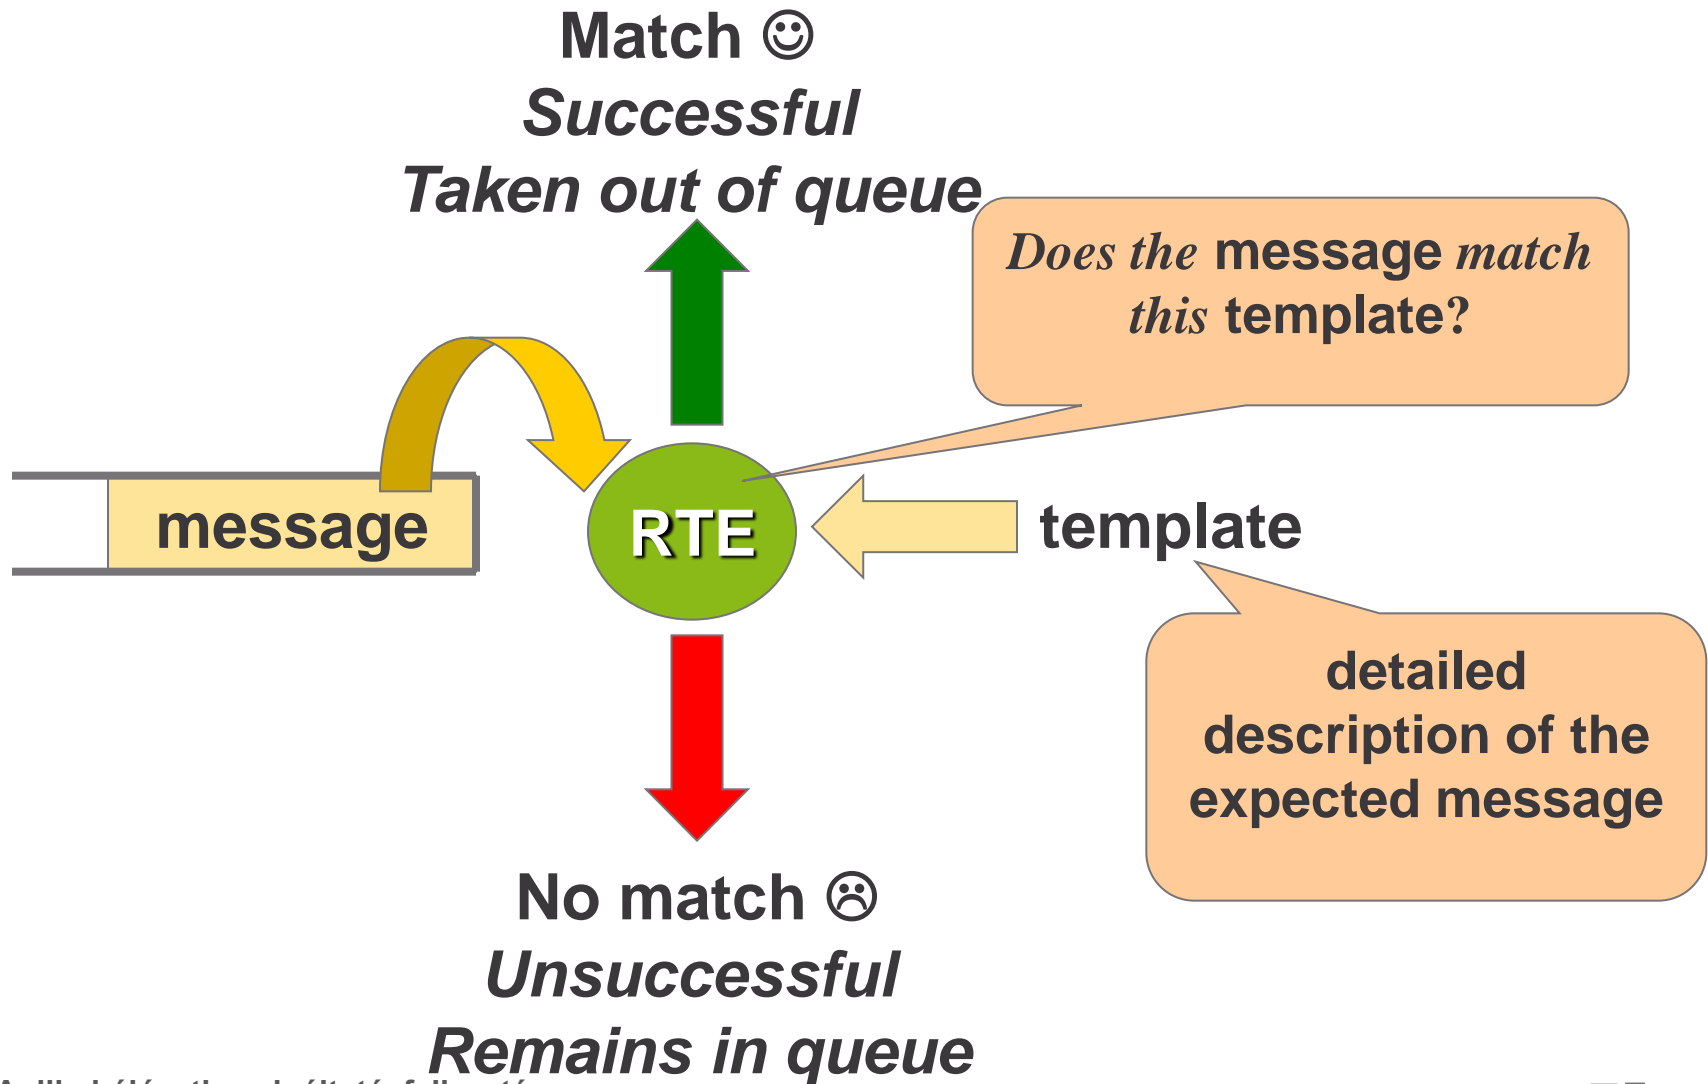 Match ☺
Successful
Taken out of queue
Does the message match
this template?
message
RTE
template
detailed
description of the
expected message
No match ☹
Unsuccessful
Remains in queue